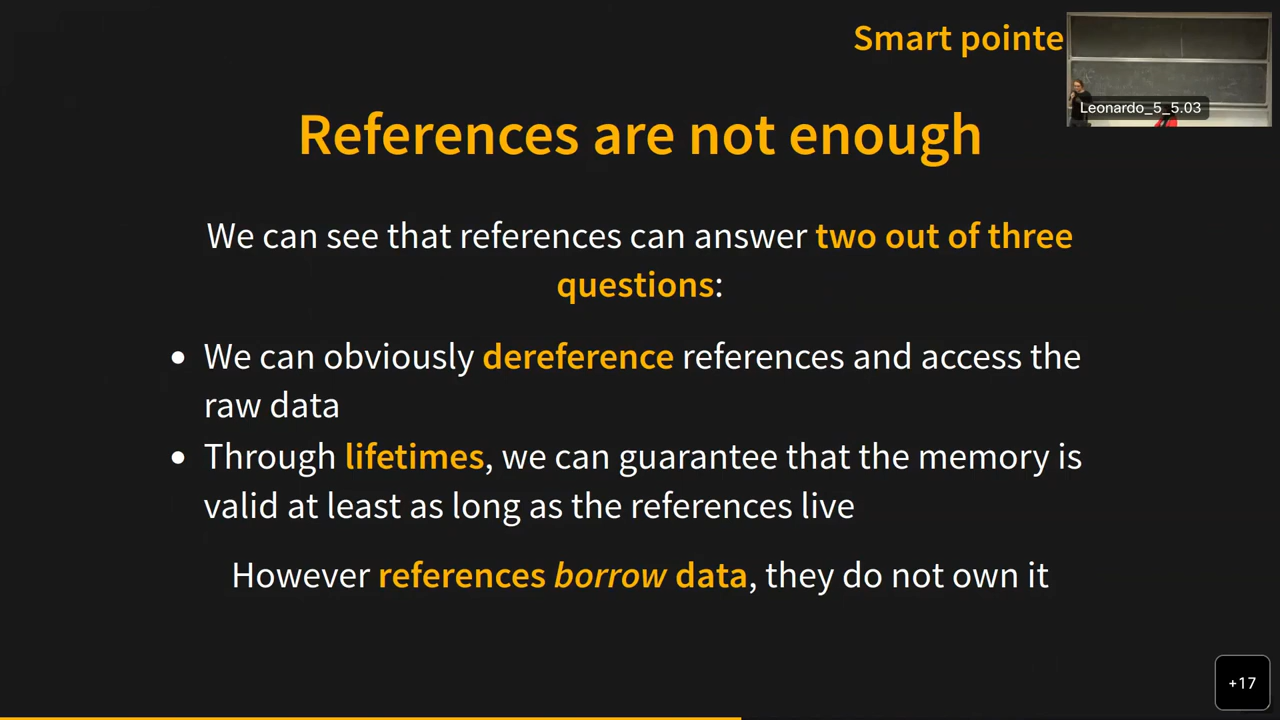 Smart pointe
Leonardo_5_5.03
References are not enough
We can see that references can answer two out of three
questions:
• We can obviously dereference references and access the
raw data
• Through lifetimes, we can guarantee that the memory is
valid at least as long as the references live
However references borrow data, they do not own it
+17